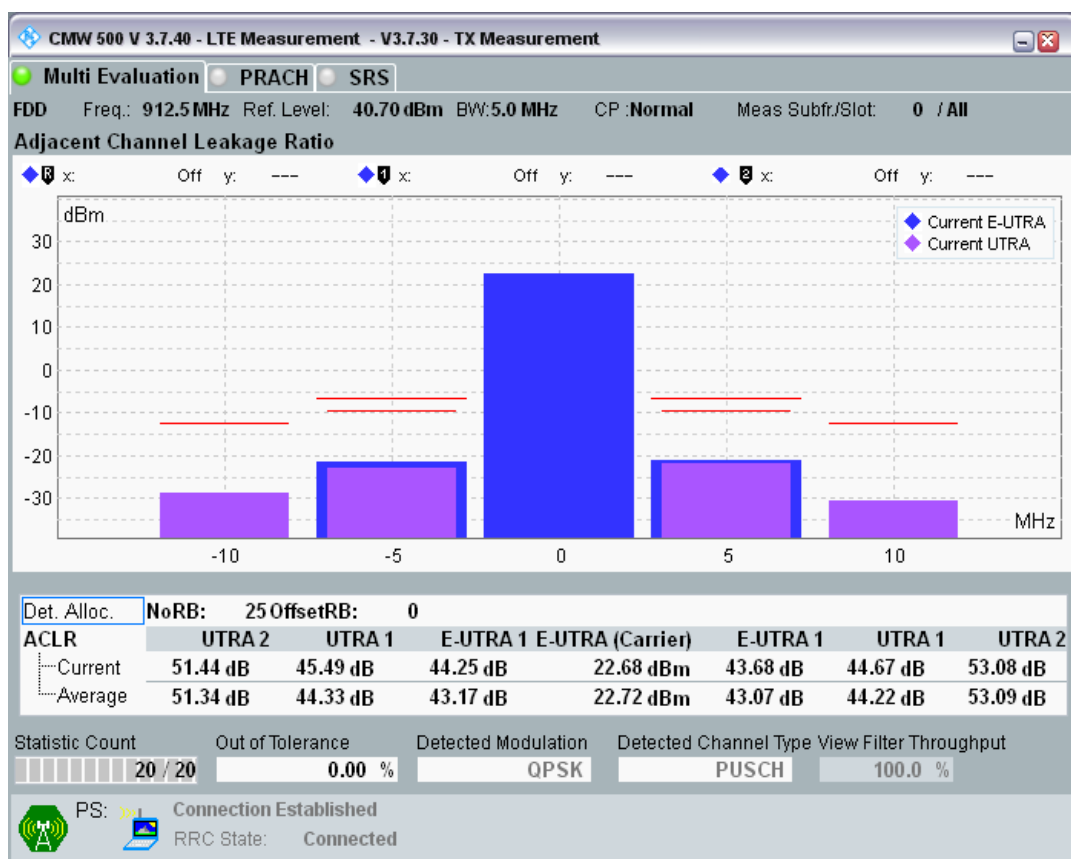 CMW 500 V 3.7.40 - LTE Measurement - V3.7.30 - TX Measurement
Multi Evaluation PRACH SRS
FDD Freq.: 912.5 MHz Ref. Level: 40.70 dBm BW:5.0 MHz CP :Normal Meas Subfr./Slot: 0 / All
Adjacent Channel Leakage Ratio
R x: Off y: --- 1 x: Off y: --- 2 x: Off y: ---
dBm
Current E-UTRA
Current UTRA
30
20
10
0
-10
-20
-30
MHz
-10 -5 0 5 10
Det. Alloc. NoRB: 25 OffsetRB: 0
ACLR UTRA 2 UTRA 1 E-UTRA 1 E-UTRA (Carrier) E-UTRA 1 UTRA 1 UTRA 2
Current 51.44 dB 45.49 dB 44.25 dB 22.68 dBm 43.68 dB 44.67 dB 53.08 dB
Average 51.34 dB 44.33 dB 43.17 dB 22.72 dBm 43.07 dB 44.22 dB 53.09 dB
Statistic Count Out of Tolerance Detected Modulation Detected Channel Type View Filter Throughput
20 / 20 0.00 % QPSK PUSCH 100.0 %
PS: Connection Established
RRC State: Connected